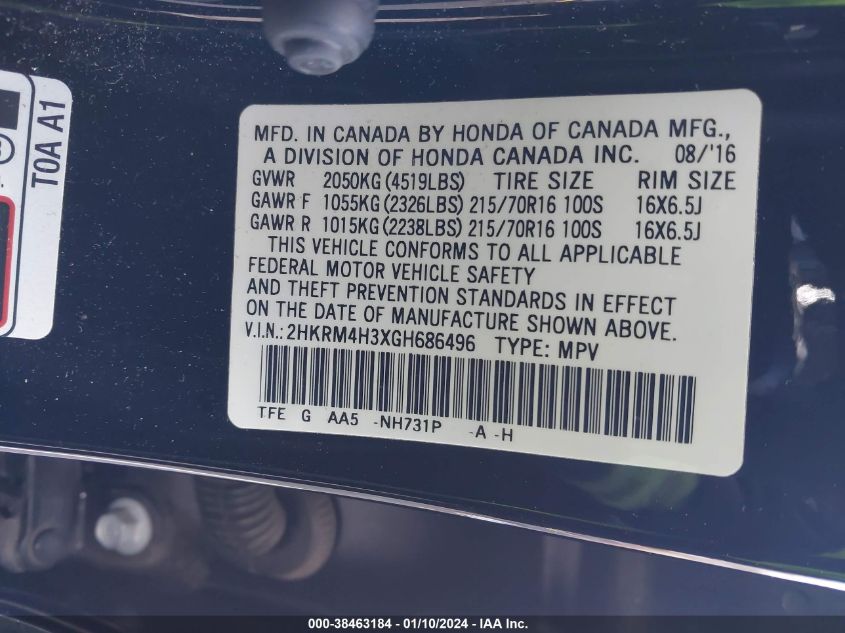 T0A A1
MFD. IN CANADA BY HONDA OF CANADA MFG.,
A DIVISION OF HONDA CANADA INC. 08/'16
GVWR 2050KG (4519LBS) TIRE SIZE RIM SIZE
GAWR F 1055KG (2326LBS) 215/70R16 100S 16X6.5J
GAWR R 1015KG (2238LBS) 215/70R16 100S 16X6.5J
THIS VEHICLE CONFORMS TO ALL APPLICABLE
FEDERAL MOTOR VEHICLE SAFETY
AND THEFT PREVENTION STANDARDS IN EFFECT
ON THE DATE OF MANUFACTURE SHOWN ABOVE.
V.I.N.: 2HKRM4H3XGH686496 TYPE: MPV
TFE G AA5 -NH731P -A -H
000-38463184 - 01/10/2024 - IAA Inc.